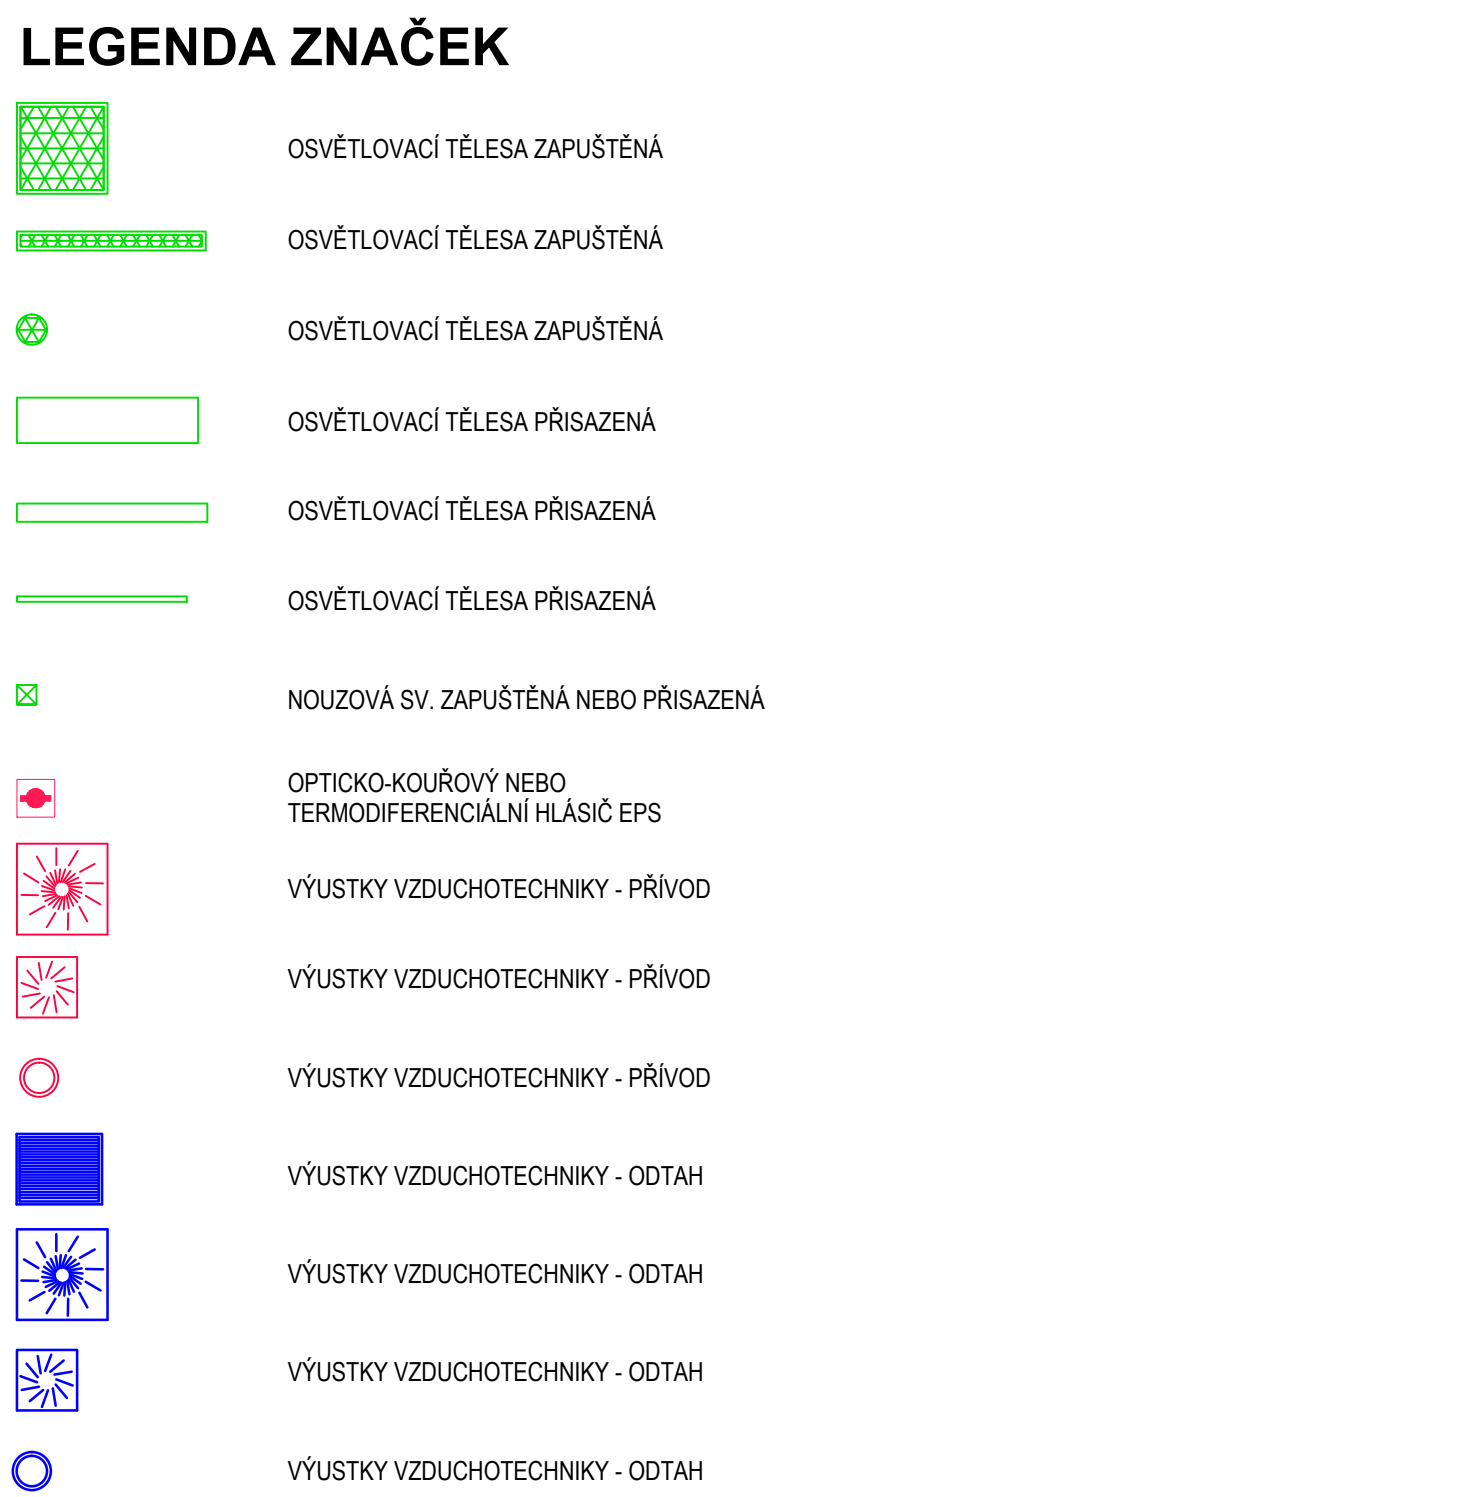 LEGENDA ZNAČEK
OSVĚTLOVACÍ TĚLESA ZAPUŠTĚNÁ
OSVĚTLOVACÍ TĚLESA ZAPUŠTĚNÁ
OSVĚTLOVACÍ TĚLESA ZAPUŠTĚNÁ
OSVĚTLOVACÍ TĚLESA PŘISAZENÁ
OSVĚTLOVACÍ TĚLESA PŘISAZENÁ
OSVĚTLOVACÍ TĚLESA PŘISAZENÁ
NOUZOVÁ SV. ZAPUŠTĚNÁ NEBO PŘISAZENÁ
OPTICKO-KOUŘOVÝ NEBO
TERMODIFERENCIÁLNÍ HLÁSIČ EPS
VÝUSTKY VZDUCHOTECHNIKY - PŘÍVOD
VÝUSTKY VZDUCHOTECHNIKY - PŘÍVOD
VÝUSTKY VZDUCHOTECHNIKY - PŘÍVOD
VÝUSTKY VZDUCHOTECHNIKY - ODTAH
VÝUSTKY VZDUCHOTECHNIKY - ODTAH
VÝUSTKY VZDUCHOTECHNIKY - ODTAH
VÝUSTKY VZDUCHOTECHNIKY - ODTAH